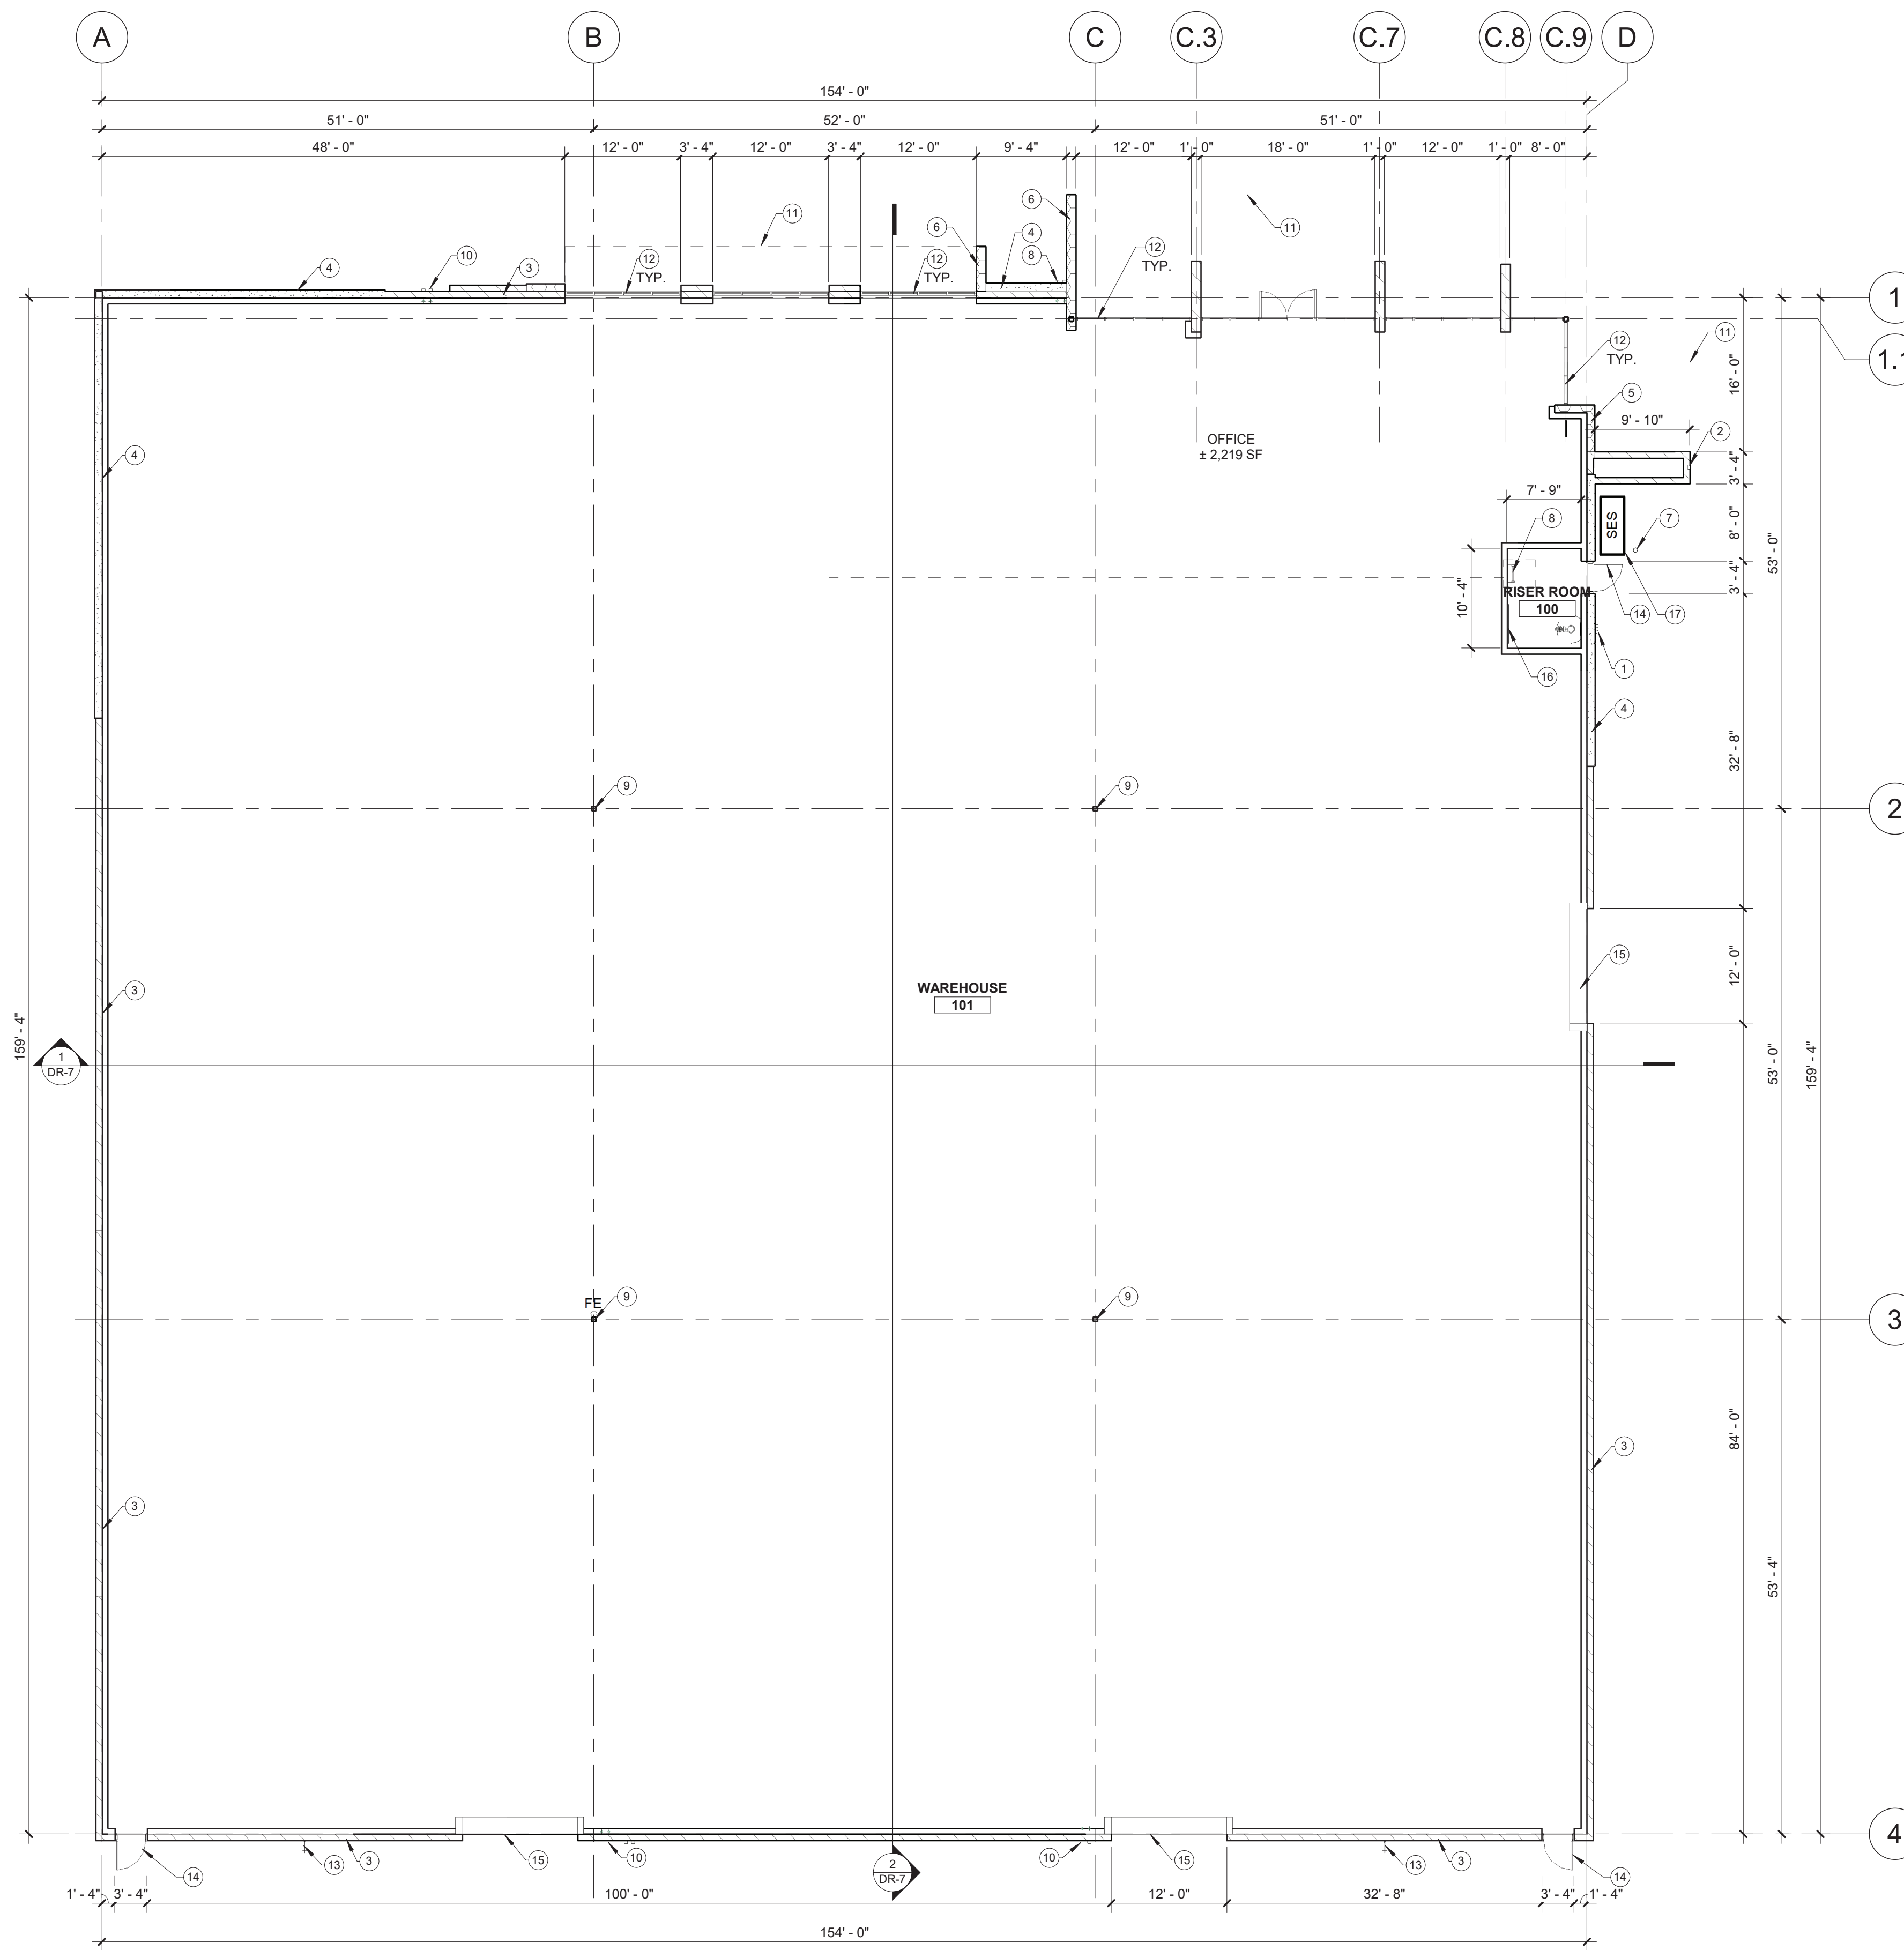 A B C C.3 C.7 C.8 C.9 D
154' - 0"
51' - 0" 52' - 0" 51' - 0"
48' - 0" 12' - 0" 3' - 4" 12' - 0" 3' - 4" 12' - 0" 9' - 4" 12' - 0" 1' - 0" 18' - 0" 1' - 0" 12' - 0" 1' - 0" 8' - 0"
6
11 6 11
4
10 12 12 8 12
4 3 TYP. TYP. TYP.
1
11
12
TYP.
1.1
16' - 0"
5
9' - 10"
2
OFFICE
± 2,219 SF
4
3' - 4"
7' - 9"
8 SES 7
8' - 0"
53' - 0"
3' - 4"
10' - 4"
RISER ROOM
100
14 17
1
16
4
32' - 8"
9 9
2
15
12' - 0"
WAREHOUSE
101
3
159' - 4"
1
DR-7
53' - 0"
159' - 4"
FE 9 9
3
84' - 0"
3
3
53' - 4"
4
14 13 3 15 10 2 10 15 13 3 14
DR-7
1' - 4" 3' - 4" 100' - 0" 12' - 0" 32' - 8" 3' - 4" 1' - 4"
154' - 0"